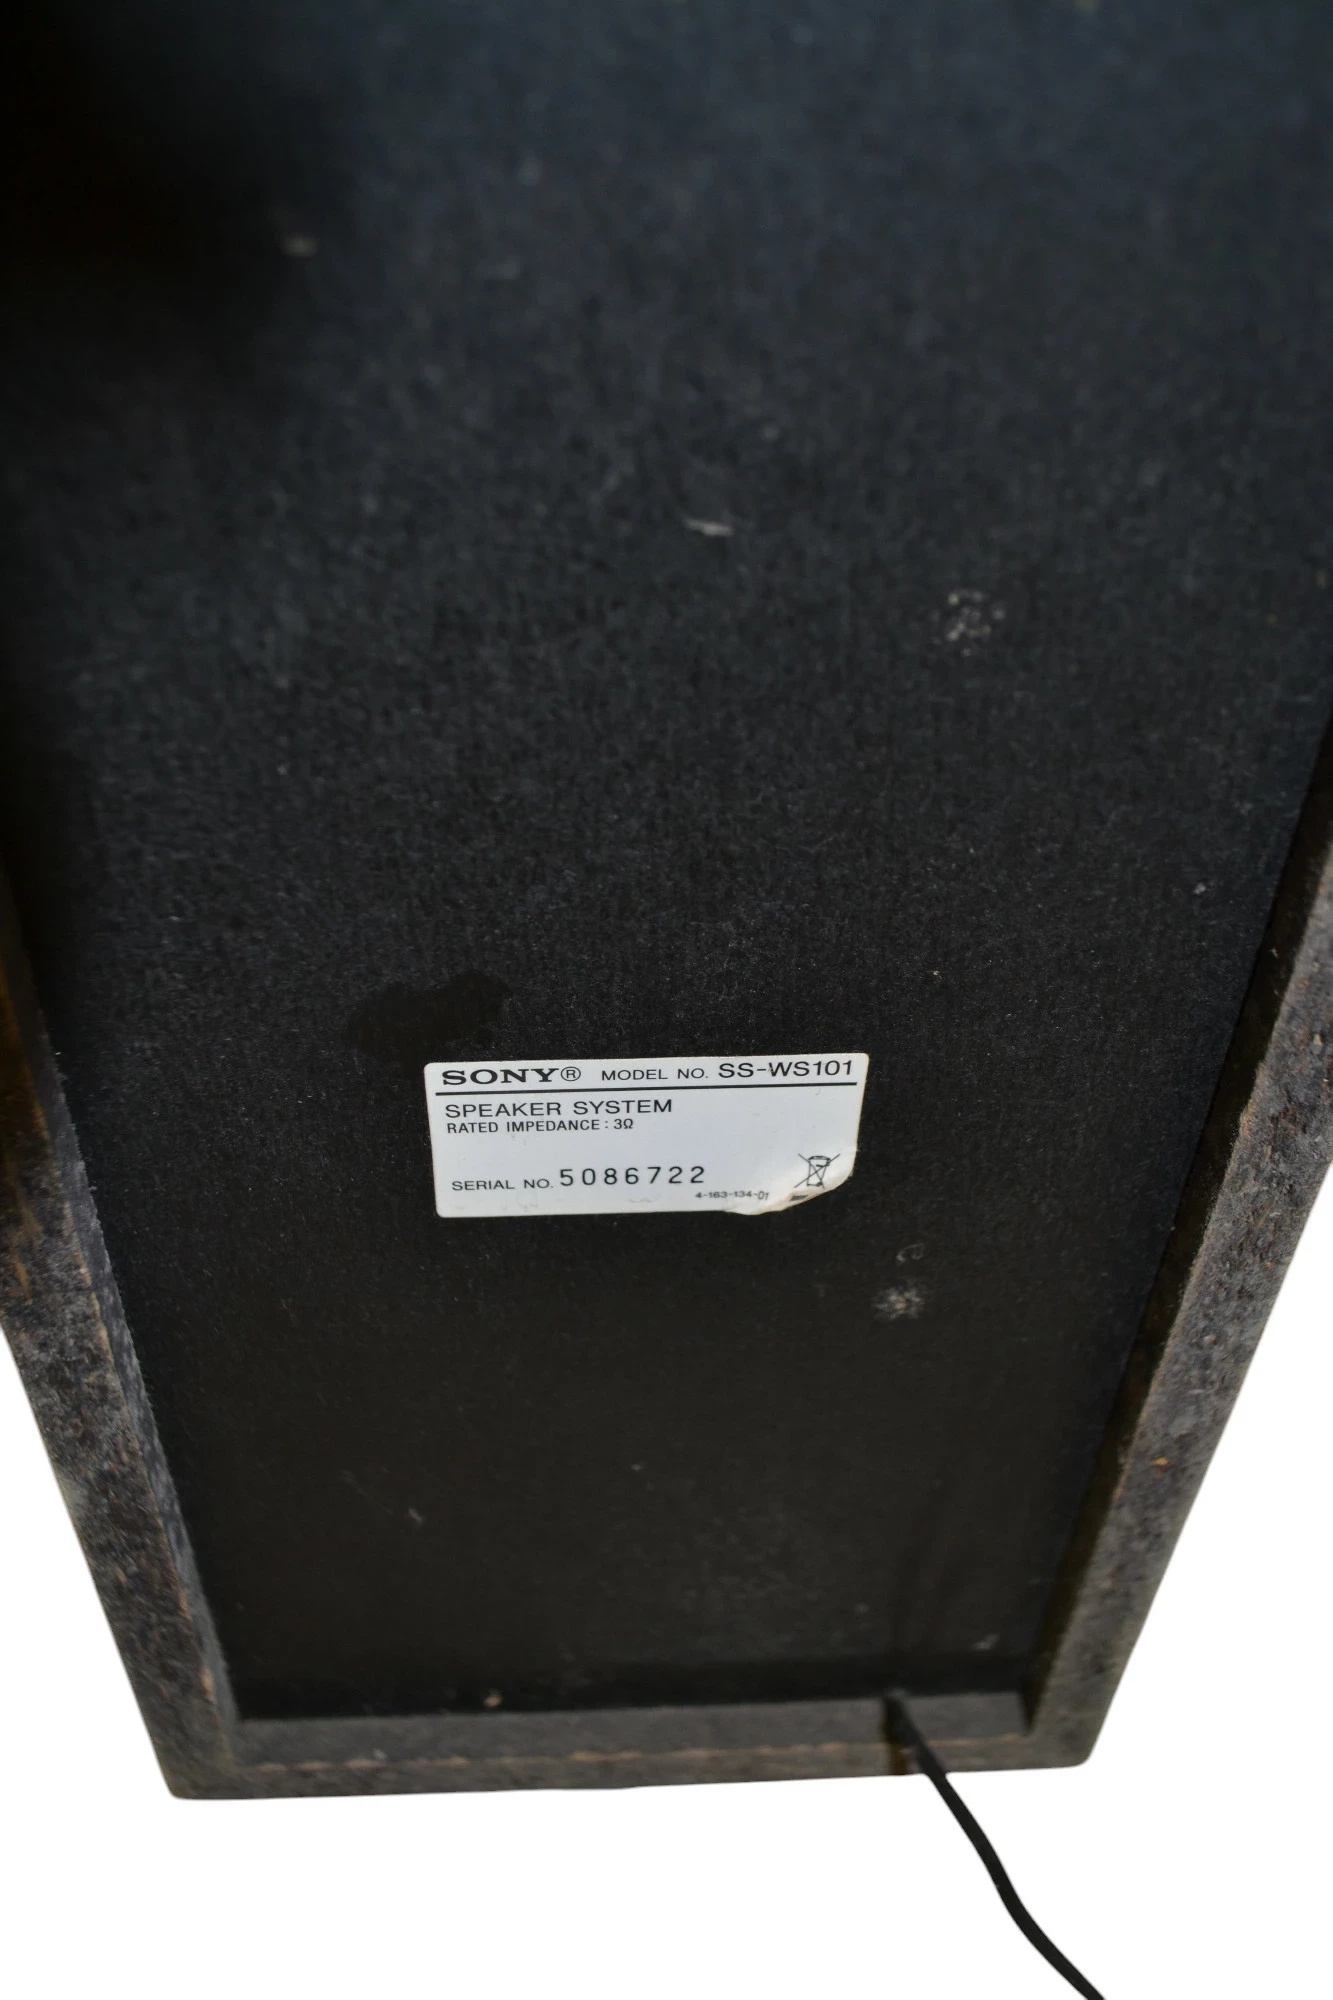 SONY® MODEL NO. SS-WS101
SPEAKER SYSTEM
RATED IMPEDANCE : 3Ω
SERIAL NO. 5086722
4-163-134-01